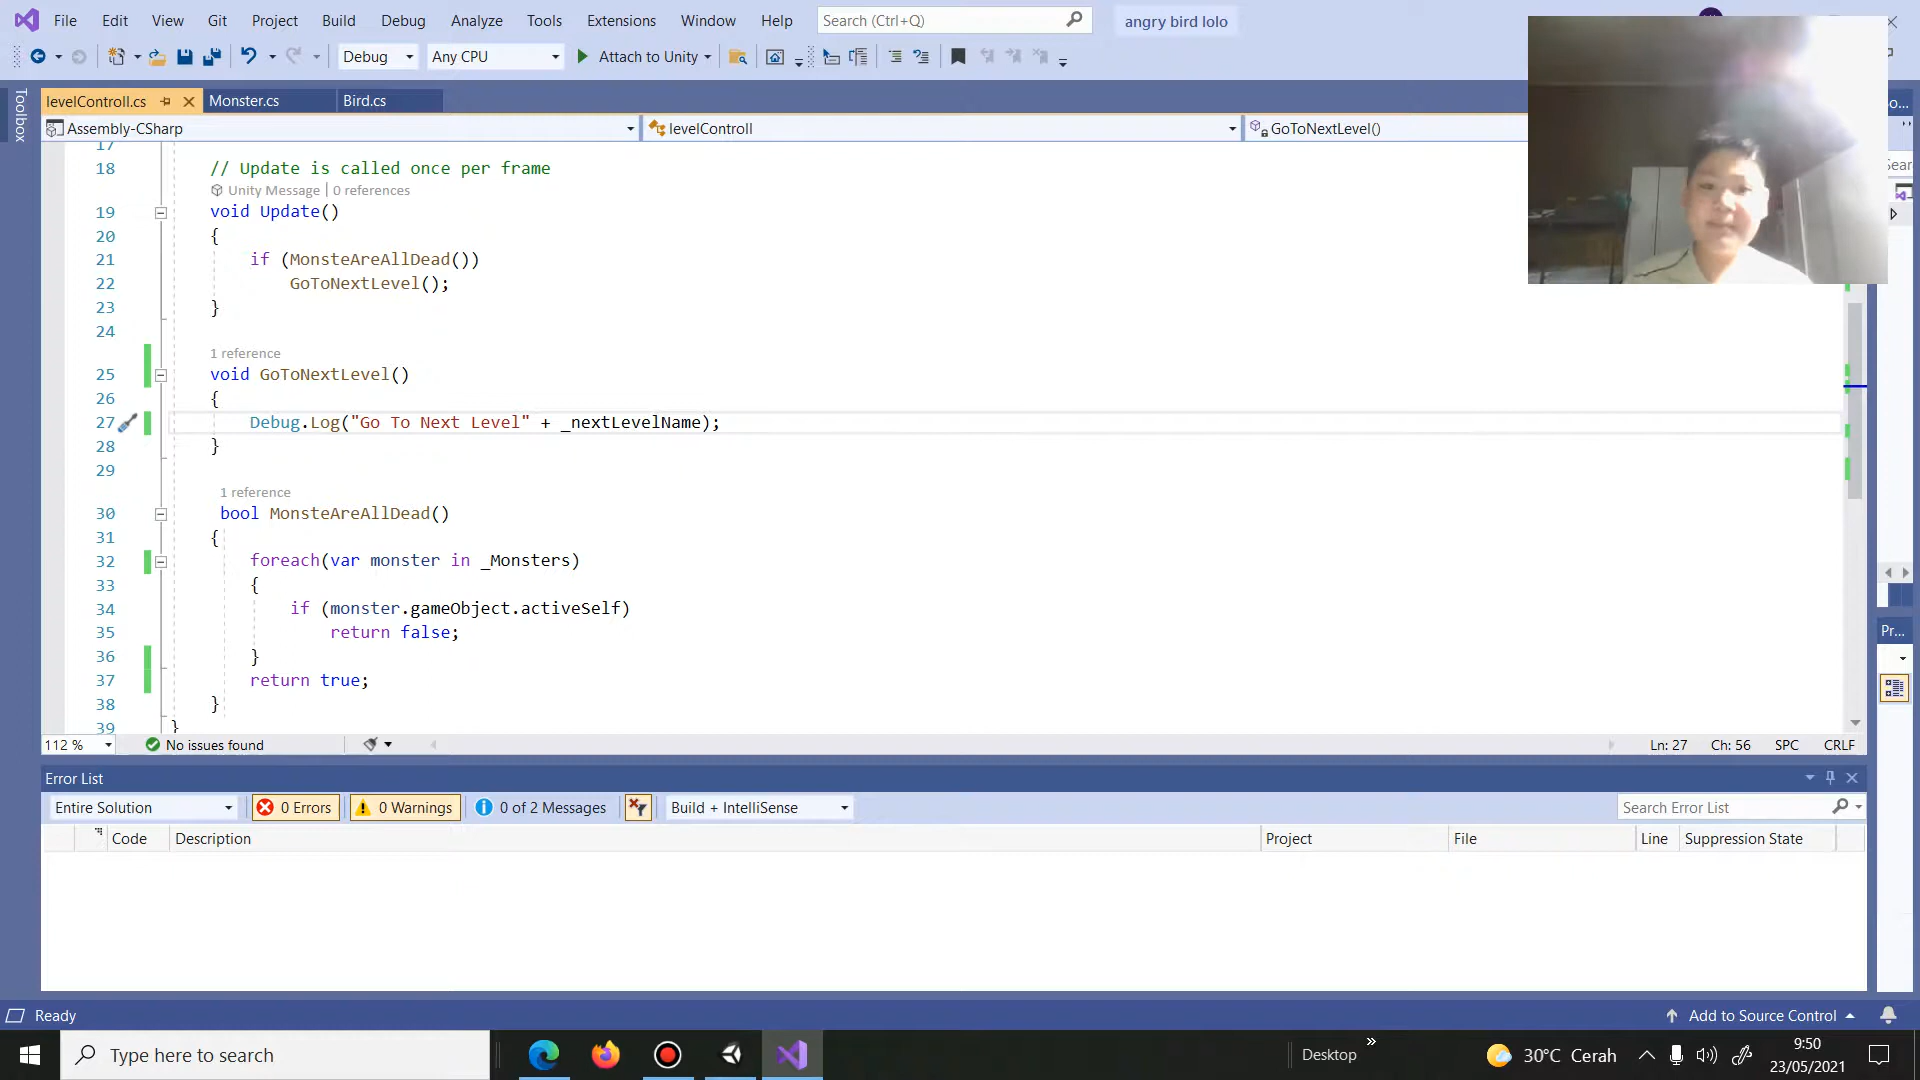 File Edit View Git Project Build Debug Analyze Tools Extensions Window Help Search (Ctrl+Q) angry bird lolo
Debug Any CPU Attach to Unity
Toolbox
levelControll.cs Monster.cs Bird.cs
Assembly-CSharp levelControll GoToNextLevel()
17
18 // Update is called once per frame
Unity Message | 0 references
19 void Update()
20 {
21 if (MonsteAreAllDead())
22 GoToNextLevel();
23 }
24
1 reference
25 void GoToNextLevel()
26 {
27 Debug.Log("Go To Next Level" + _nextLevelName);
28 }
29
1 reference
30 bool MonsteAreAllDead()
31 {
32 foreach(var monster in _Monsters)
33 {
34 if (monster.gameObject.activeSelf)
35 return false;
36 }
37 return true;
38 }
39 }
112 % No issues found Ln: 27 Ch: 56 SPC CRLF
Error List
Entire Solution 0 Errors 0 Warnings 0 of 2 Messages Build + IntelliSense Search Error List
Code Description Project File Line Suppression State
Pr...
Ready Add to Source Control
Type here to search Desktop 30°C Cerah 9:50
23/05/2021